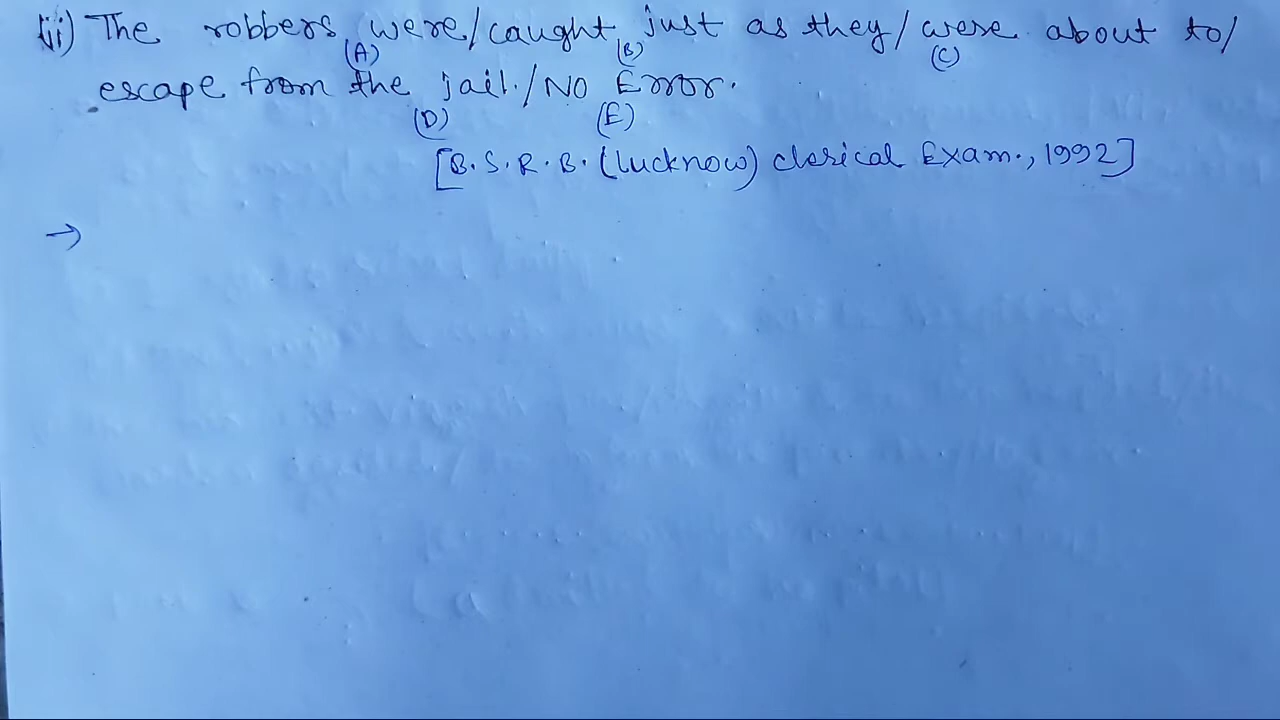 (ii) The robbers were/caught just as they/were about to/
(A) (B) (C)
escape from the jail./NO Error.
(D) (E)
[B.S.R.B. (lucknow) clerical Exam., 1992]
→